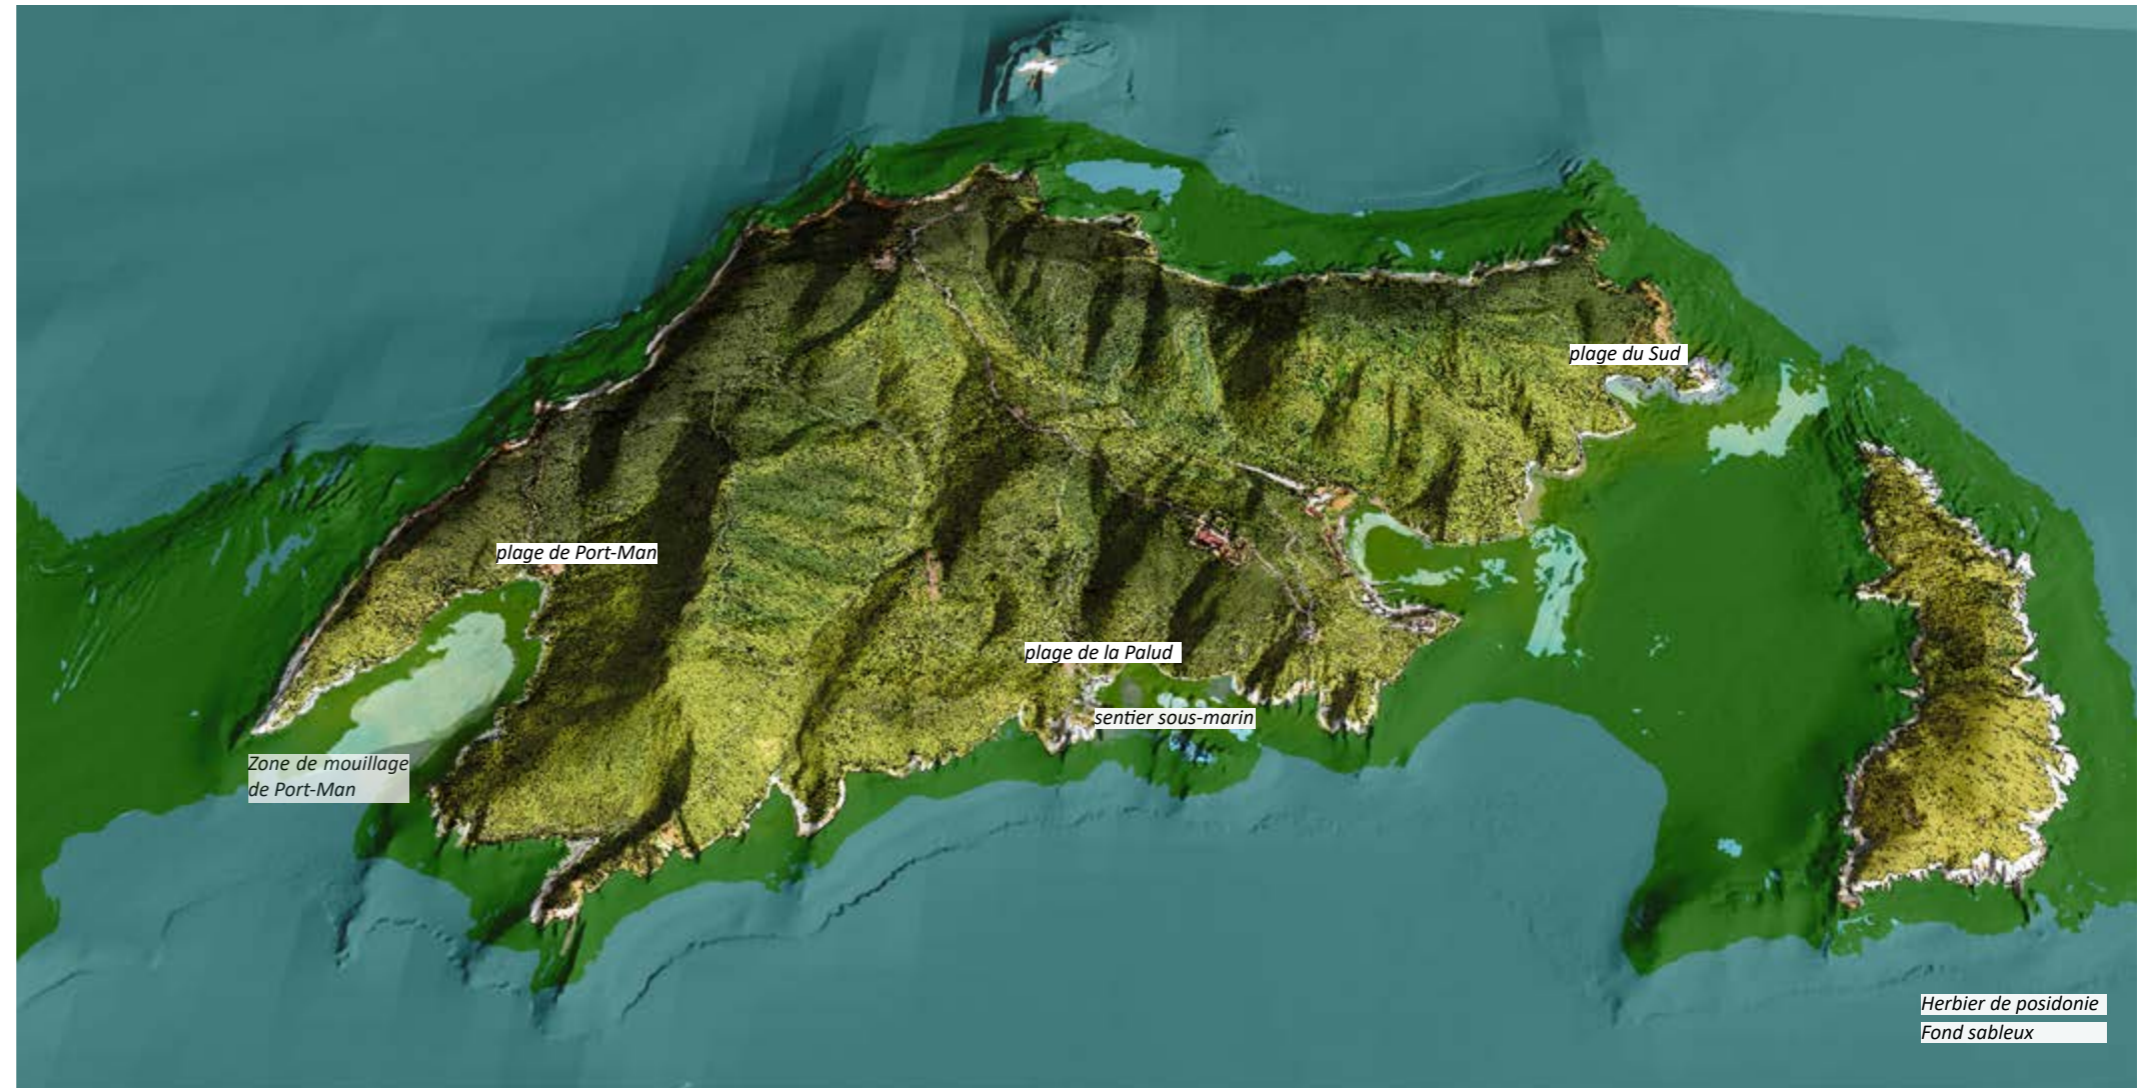 plage du Sud
plage de Port-Man
plage de la Palud
sentier sous-marin
Zone de mouillage
de Port-Man
Herbier de posidonie
Fond sableux